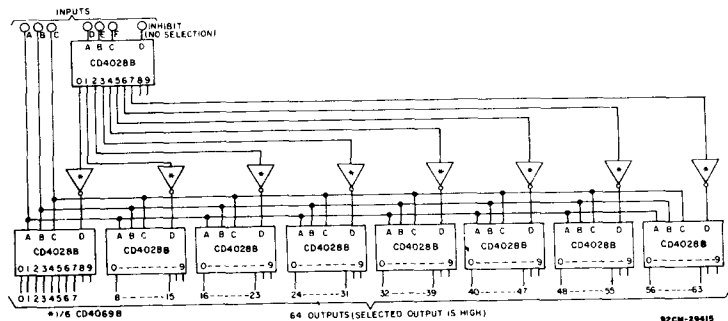 INPUTS
A B C D E F INHIBIT
(NO SELECTION)
A B C D
CD4028B
0 1 2 3 4 5 6 7 8 9
* * * * * * * *
A B C D A B C D A B C D A B C D A B C D A B C D A B C D A B C D
CD4028B CD4028B CD4028B CD4028B CD4028B CD4028B CD4028B CD4028B
0 1 2 3 4 5 6 7 8 9 0-----9 0-----9 0-----9 0-----9 0-----9 0-----9 0-----9
0 1 2 3 4 5 6 7 8------15 16------23 24------31 32------39 40------47 48------55 56------63
*1/6 CD4069B 64 OUTPUTS (SELECTED OUTPUT IS HIGH)
92CM-29415